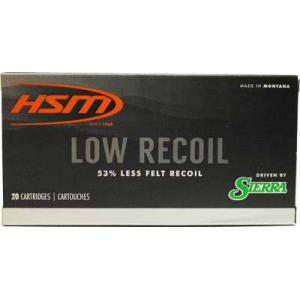 MADE IN MONTANA
HSM
SINCE 1968
LOW RECOIL
53% LESS FELT RECOIL
20 CARTRIDGES | CARTOUCHES
DRIVEN BY
SIERRA